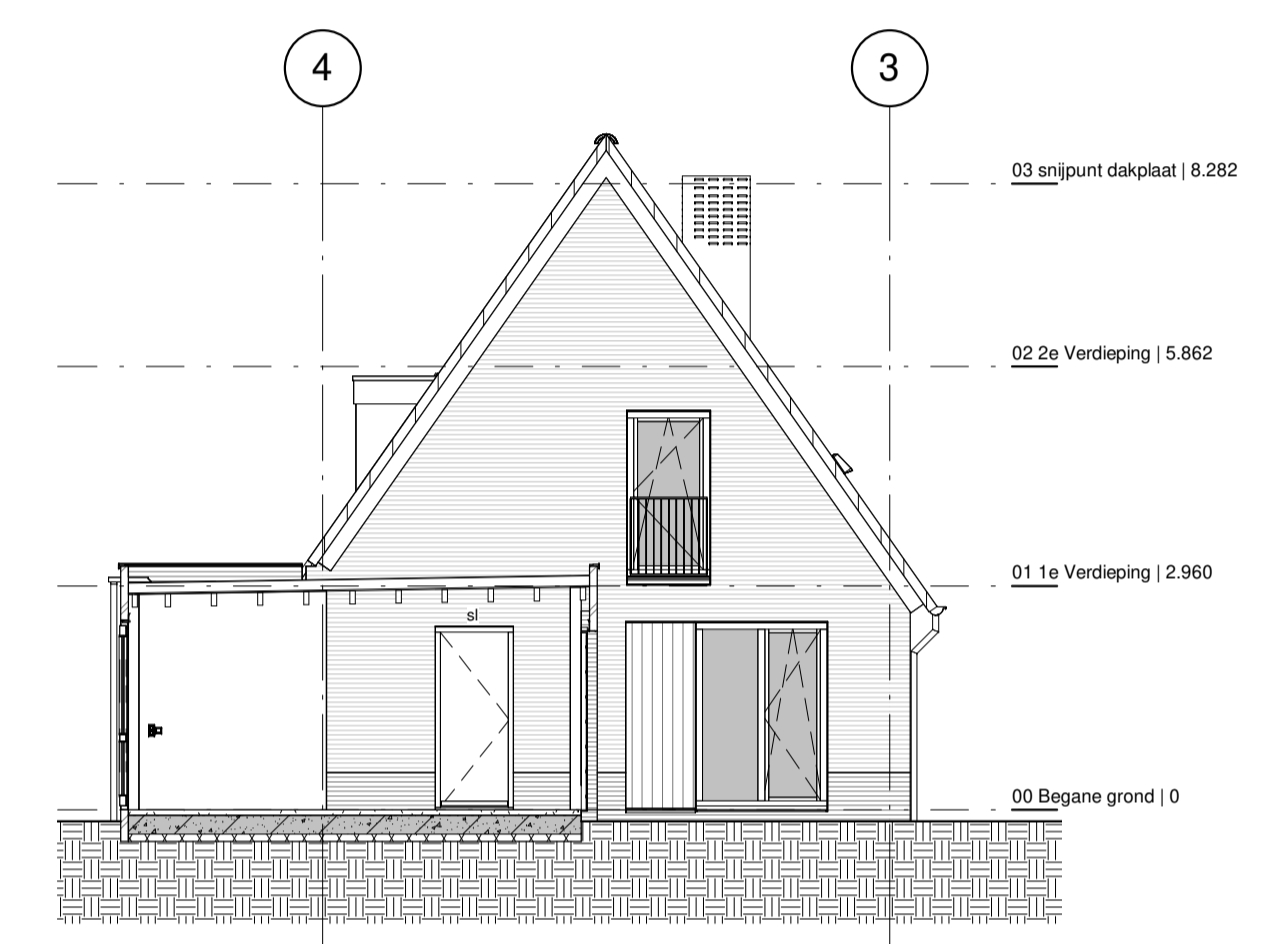 4
3
03 snijpunt dakplaat | 8.282
02 2e Verdieping | 5.862
01 1e Verdieping | 2.960
sl
00 Begane grond | 0